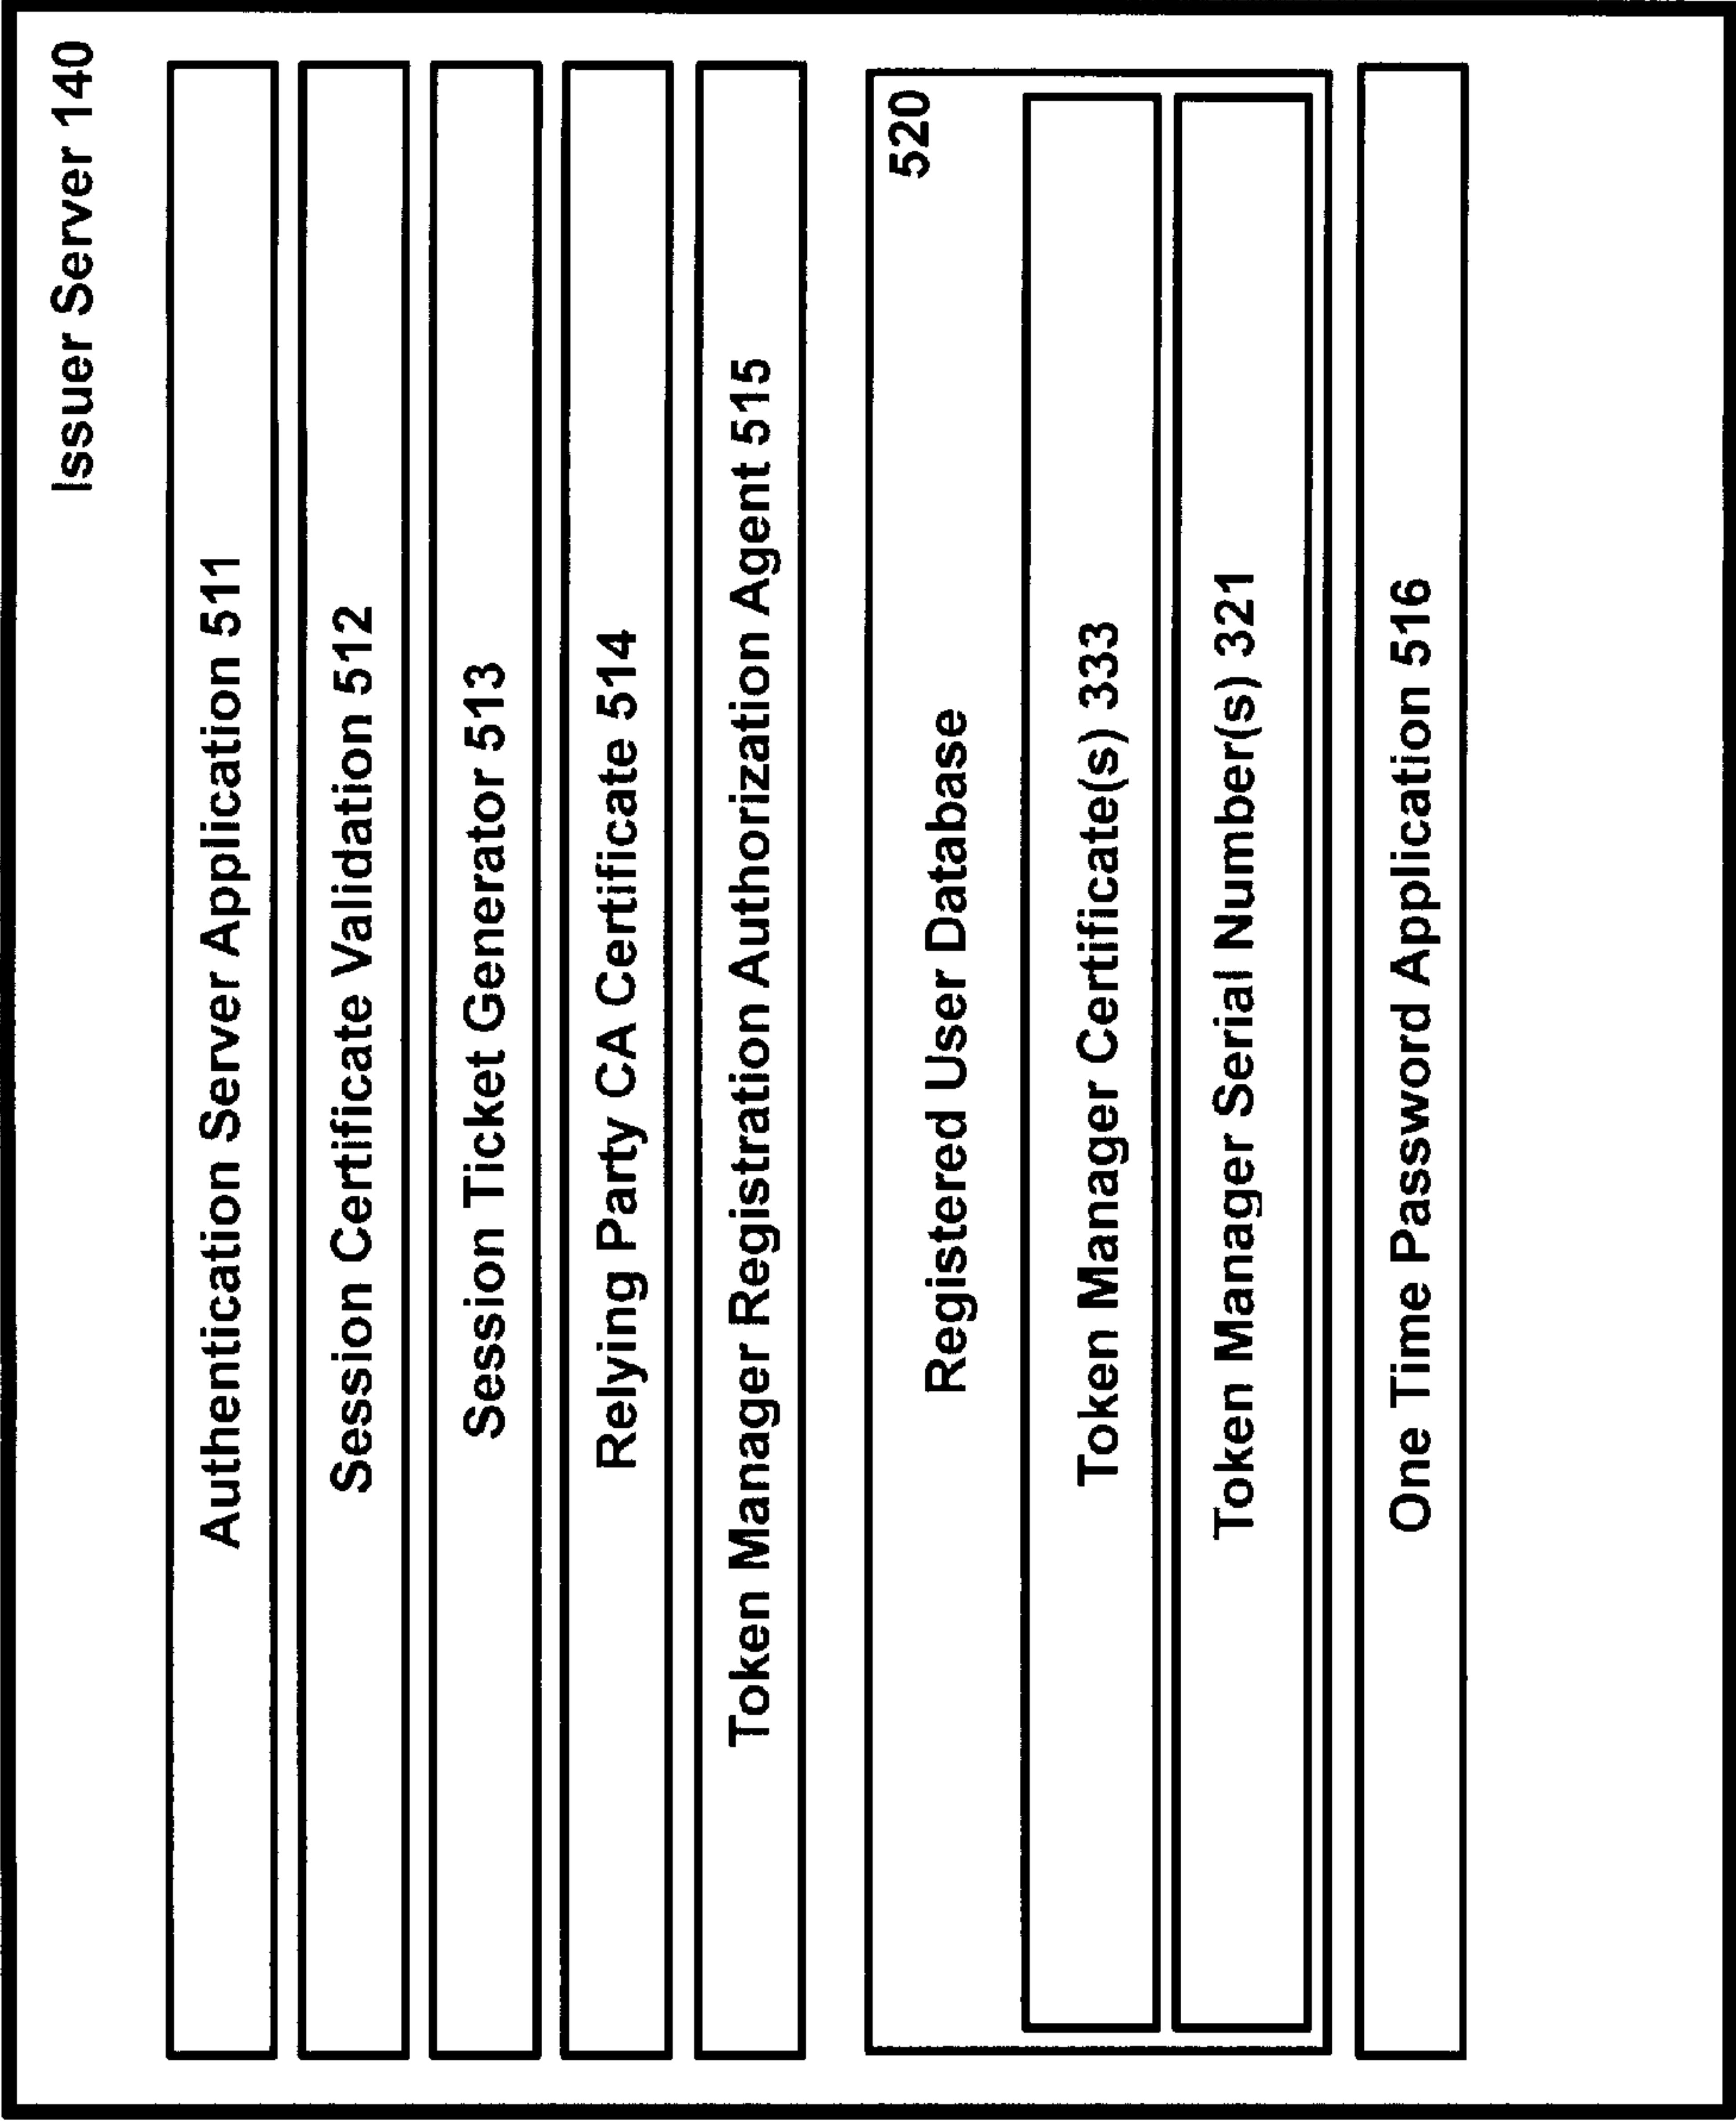 Issuer Server 140
Authentication Server Application 511
Session Certificate Validation 512
Session Ticket Generator 513
Relying Party CA Certificate 514
Token Manager Registration Authorization Agent 515
520
Registered User Database
Token Manager Certificate(s) 333
Token Manager Serial Number(s) 321
One Time Password Application 516